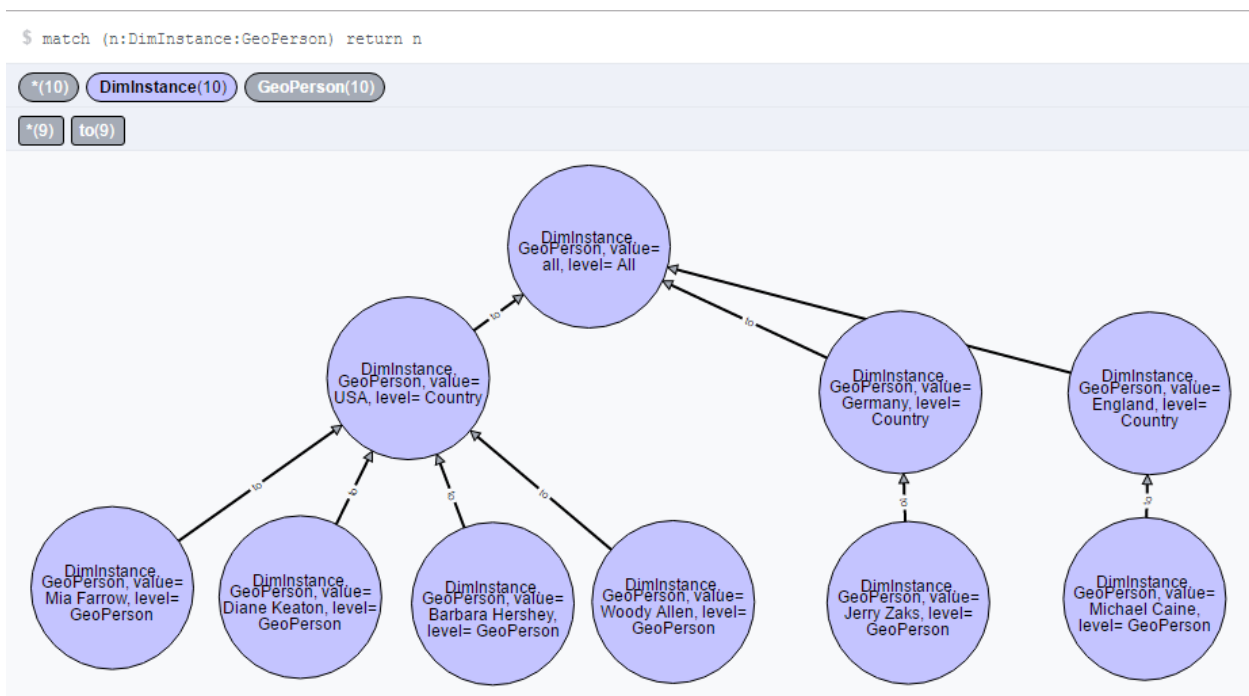 $ match (n:DimInstance:GeoPerson) return n
*(10) DimInstance(10) GeoPerson(10)
*(9) to(9)
DimInstance,
GeoPerson, value=
all, level= All
to
to
DimInstance,
GeoPerson, value=
USA, level= Country
DimInstance,
GeoPerson, value=
Germany, level=
Country
DimInstance,
GeoPerson, value=
England, level=
Country
to
to
to
to
to
to
DimInstance,
GeoPerson, value=
Mia Farrow, level=
GeoPerson
DimInstance,
GeoPerson, value=
Diane Keaton, level=
GeoPerson
DimInstance,
GeoPerson, value=
Barbara Hershey,
level= GeoPerson
DimInstance,
GeoPerson, value=
Woody Allen, level=
GeoPerson
DimInstance,
GeoPerson, value=
Jerry Zaks, level=
GeoPerson
DimInstance,
GeoPerson, value=
Michael Caine,
level= GeoPerson